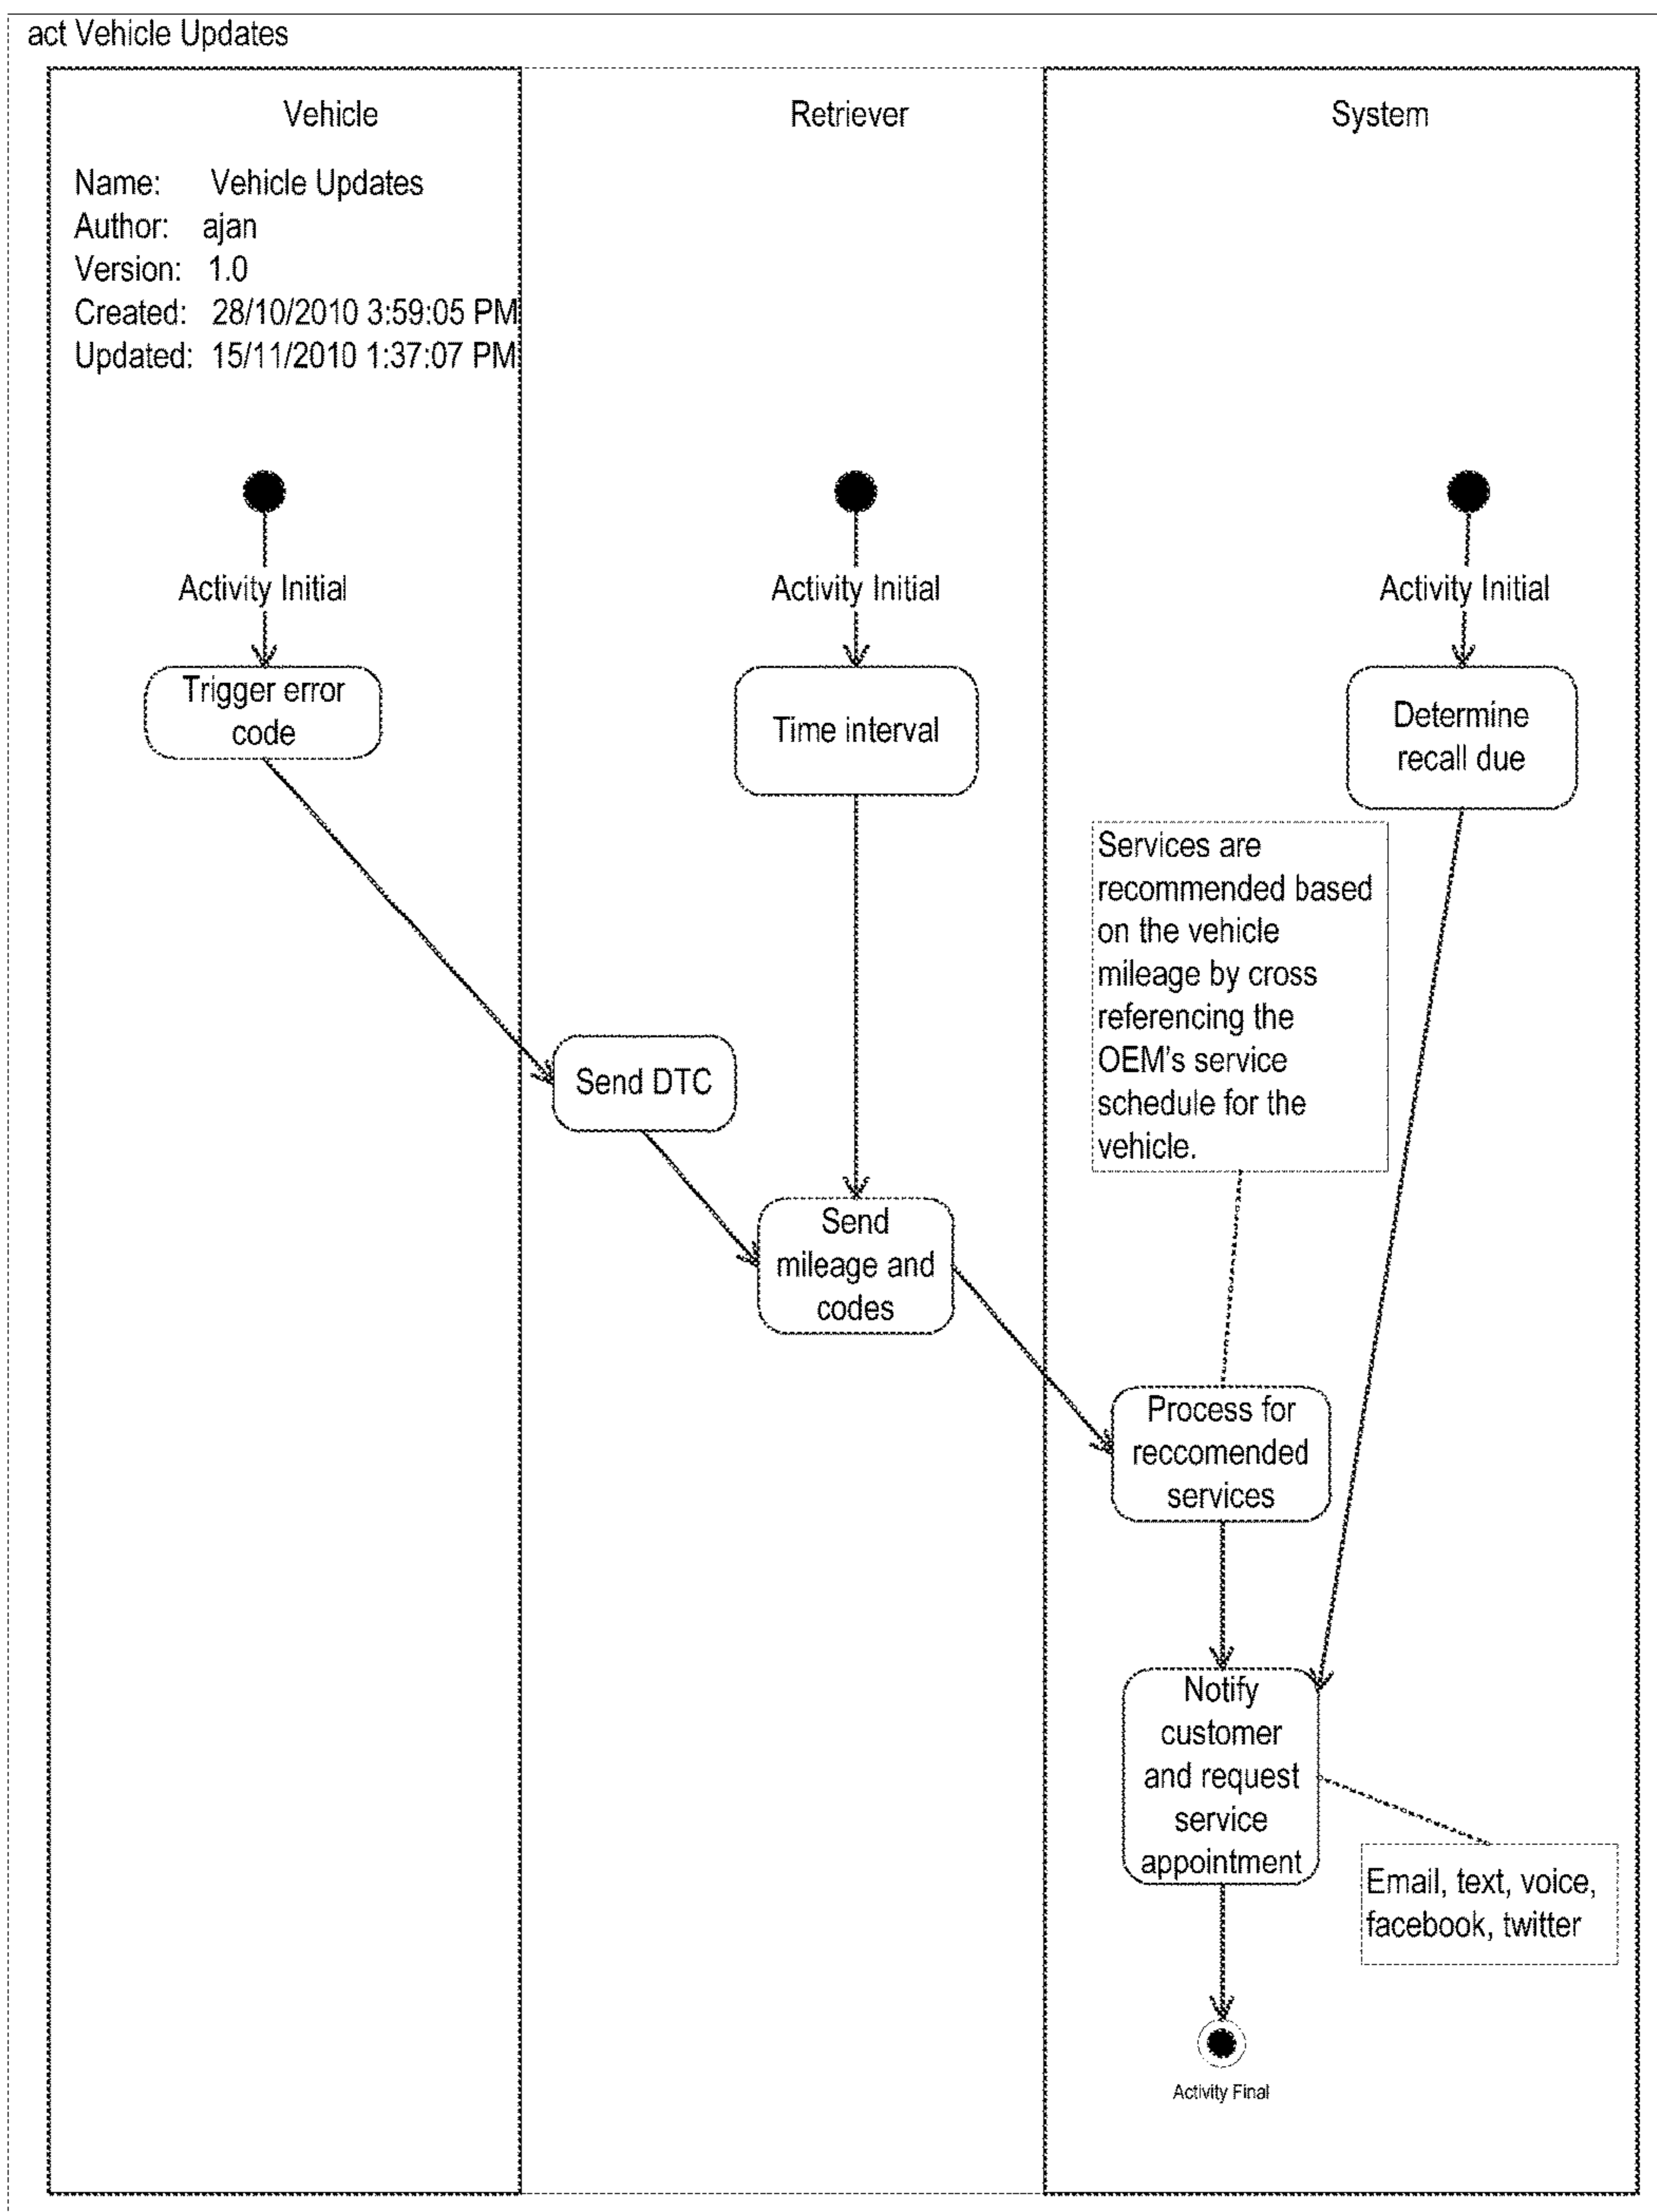 act Vehicle Updates
Vehicle
Retriever
System
Name: Vehicle Updates
Author: ajan
Version: 1.0
Created: 28/10/2010 3:59:05 PM
Updated: 15/11/2010 1:37:07 PM
Activity Initial
Activity Initial
Activity Initial
Trigger error
code
Time interval
Determine
recall due
Services are
recommended based
on the vehicle
mileage by cross
referencing the
OEM's service
schedule for the
vehicle.
Send DTC
Send
mileage and
codes
Process for
reccomended
services
Notify
customer
and request
service
appointment
Email, text, voice,
facebook, twitter
Activity Final